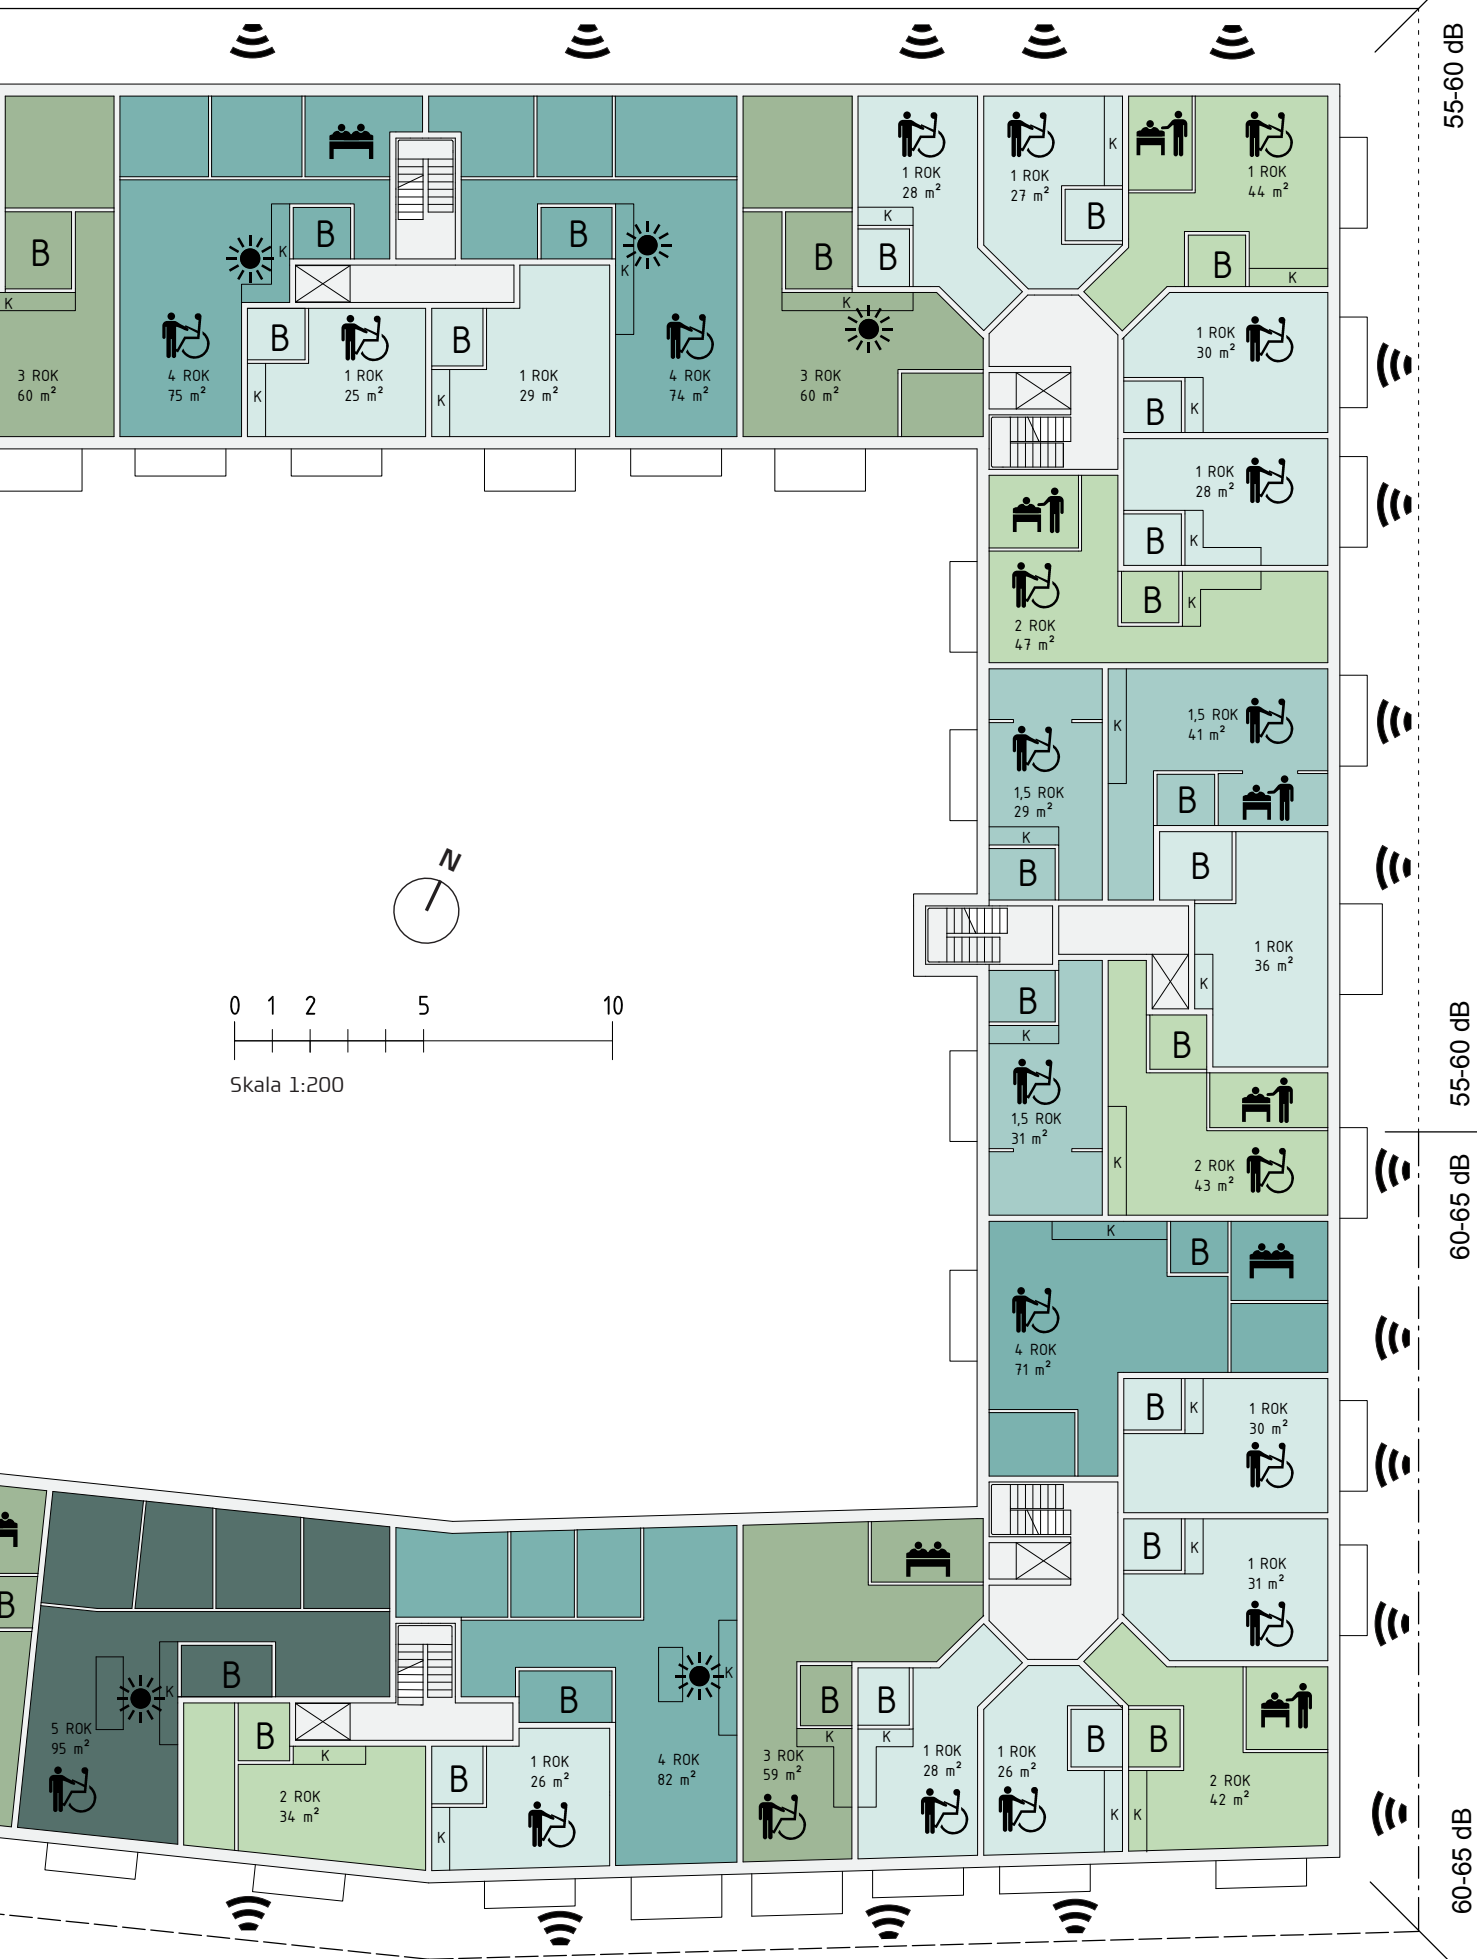 55-60 dB
1 ROK
28 m²
1 ROK
27 m²
K
1 ROK
44 m²
K
B
B
B
B
B
B
B
B
K
K
K
K
K
K
1 ROK
30 m²
B
B
3 ROK
60 m²
4 ROK
75 m²
1 ROK
25 m²
K
K
1 ROK
29 m²
4 ROK
74 m²
3 ROK
60 m²
B
K
1 ROK
28 m²
B
K
B
K
2 ROK
47 m²
1,5 ROK
41 m²
K
1,5 ROK
29 m²
B
K
B
B
N
1 ROK
36 m²
K
0 1 2 5 10
B
K
B
Skala 1:200
55-60 dB
1,5 ROK
31 m²
60-65 dB
K
2 ROK
43 m²
K
B
4 ROK
71 m²
B
K
1 ROK
30 m²
B
K
1 ROK
31 m²
B
B
K
K
B
B
B
5 ROK
95 m²
B
K
K
K
B
B
2 ROK
34 m²
B
K
1 ROK
26 m²
4 ROK
82 m²
3 ROK
59 m²
1 ROK
28 m²
1 ROK
26 m²
K
K
2 ROK
42 m²
60-65 dB